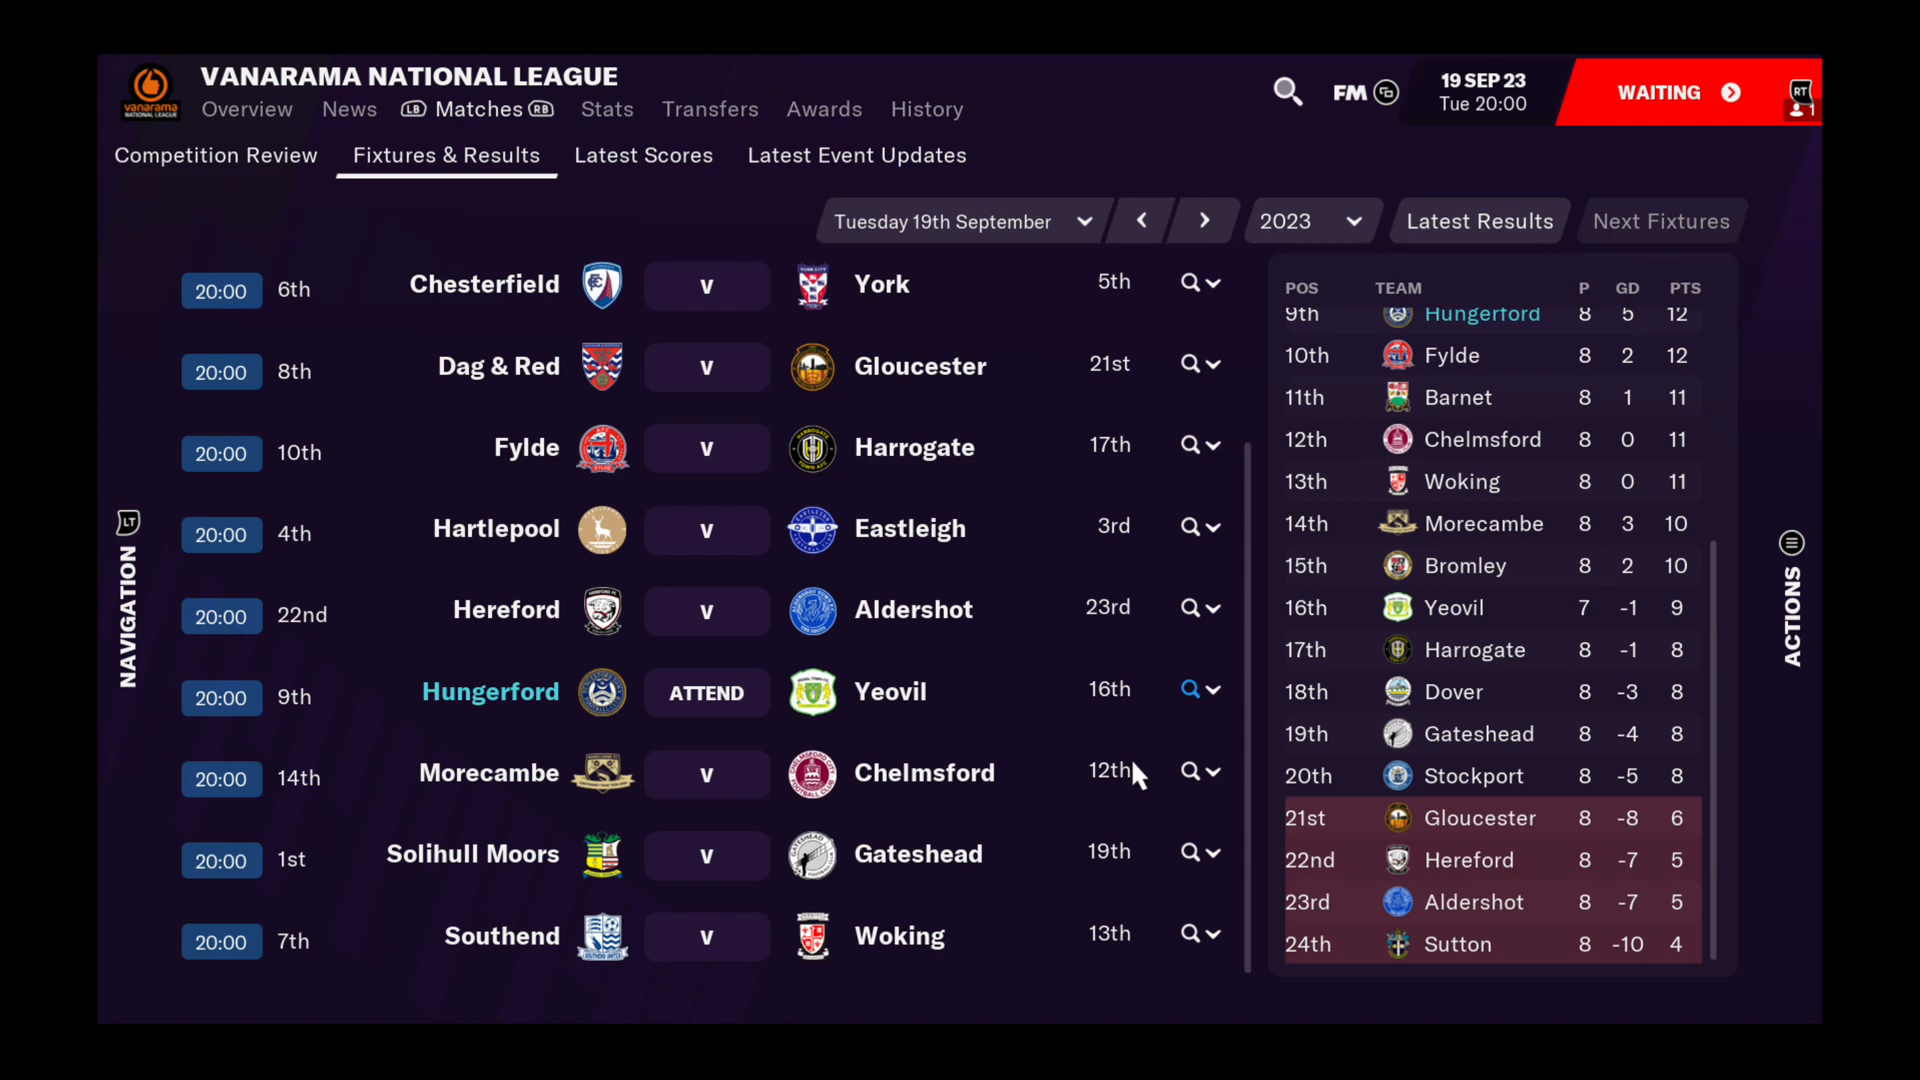 VANARAMA NATIONAL LEAGUE
Overview News LB Matches RB Stats Transfers Awards History
FM
19 SEP 23
Tue 20:00
WAITING
RT
1
vanarama
NATIONAL LEAGUE
Competition Review Fixtures & Results Latest Scores Latest Event Updates
Tuesday 19th September 2023 Latest Results Next Fixtures
20:00 6th Chesterfield v York 5th
20:00 8th Dag & Red v Gloucester 21st
20:00 10th Fylde v Harrogate 17th
20:00 4th Hartlepool v Eastleigh 3rd
20:00 22nd Hereford v Aldershot 23rd
20:00 9th Hungerford ATTEND Yeovil 16th
20:00 14th Morecambe v Chelmsford 12th
20:00 1st Solihull Moors v Gateshead 19th
20:00 7th Southend v Woking 13th
POS TEAM P GD PTS
9th Hungerford 8 5 12
10th Fylde 8 2 12
11th Barnet 8 1 11
12th Chelmsford 8 0 11
13th Woking 8 0 11
14th Morecambe 8 3 10
15th Bromley 8 2 10
16th Yeovil 7 -1 9
17th Harrogate 8 -1 8
18th Dover 8 -3 8
19th Gateshead 8 -4 8
20th Stockport 8 -5 8
21st Gloucester 8 -8 6
22nd Hereford 8 -7 5
23rd Aldershot 8 -7 5
24th Sutton 8 -10 4
LT
NAVIGATION
ACTIONS